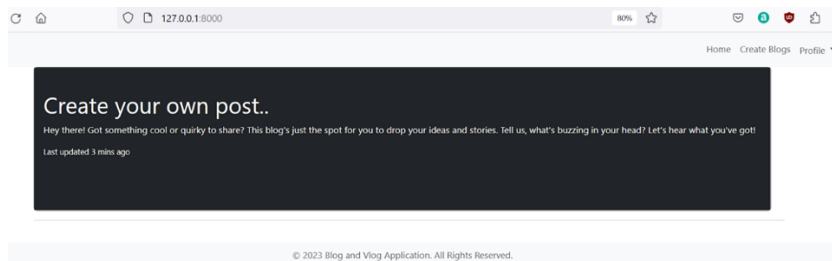 127.0.0.1:8000 80%
Home Create Blogs Profile
Create your own post..
Hey there! Got something cool or quirky to share? This blog's just the spot for you to drop your ideas and stories. Tell us, what's buzzing in your head? Let's hear what you've got!
Last updated 3 mins ago
© 2023 Blog and Vlog Application. All Rights Reserved.